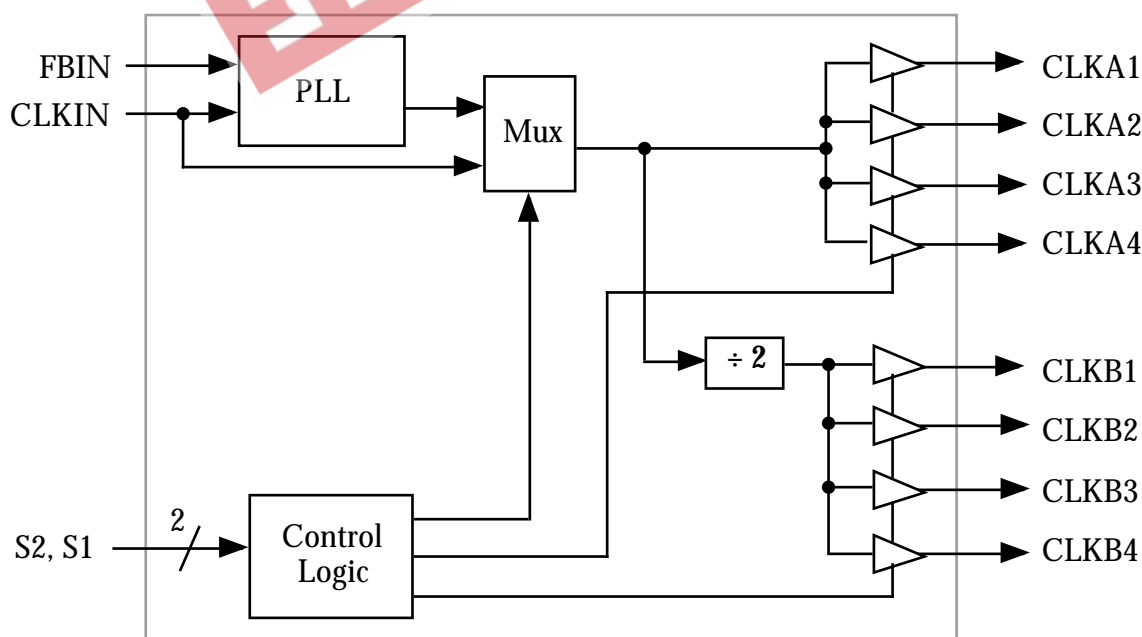 FBIN
CLKIN
PLL
Mux
CLKA1
CLKA2
CLKA3
CLKA4
÷ 2
CLKB1
CLKB2
CLKB3
CLKB4
2
S2, S1
Control
Logic